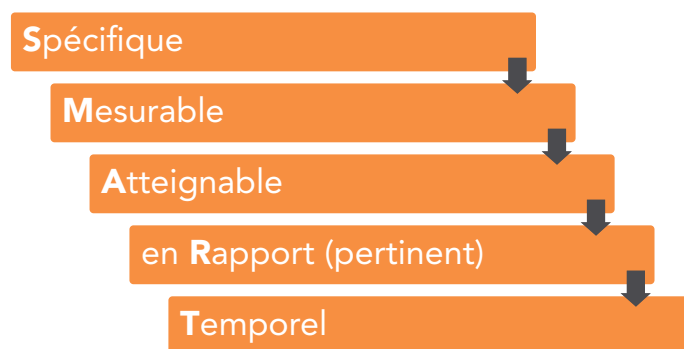 Spécifique
Mesurable
Atteignable
en Rapport (pertinent)
Temporel